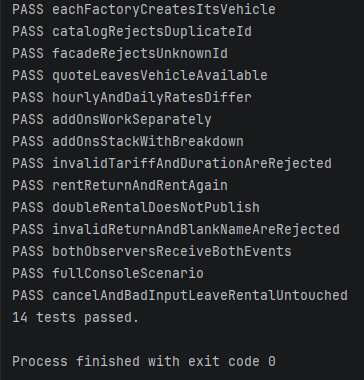 PASS eachFactoryCreatesItsVehicle
PASS catalogRejectsDuplicateId
PASS facadeRejectsUnknownId
PASS quoteLeavesVehicleAvailable
PASS hourlyAndDailyRatesDiffer
PASS addOnsWorkSeparately
PASS addOnsStackWithBreakdown
PASS invalidTariffAndDurationAreRejected
PASS rentReturnAndRentAgain
PASS doubleRentalDoesNotPublish
PASS invalidReturnAndBlankNameAreRejected
PASS bothObserversReceiveBothEvents
PASS fullConsoleScenario
PASS cancelAndBadInputLeaveRentalUntouched
14 tests passed.
Process finished with exit code 0